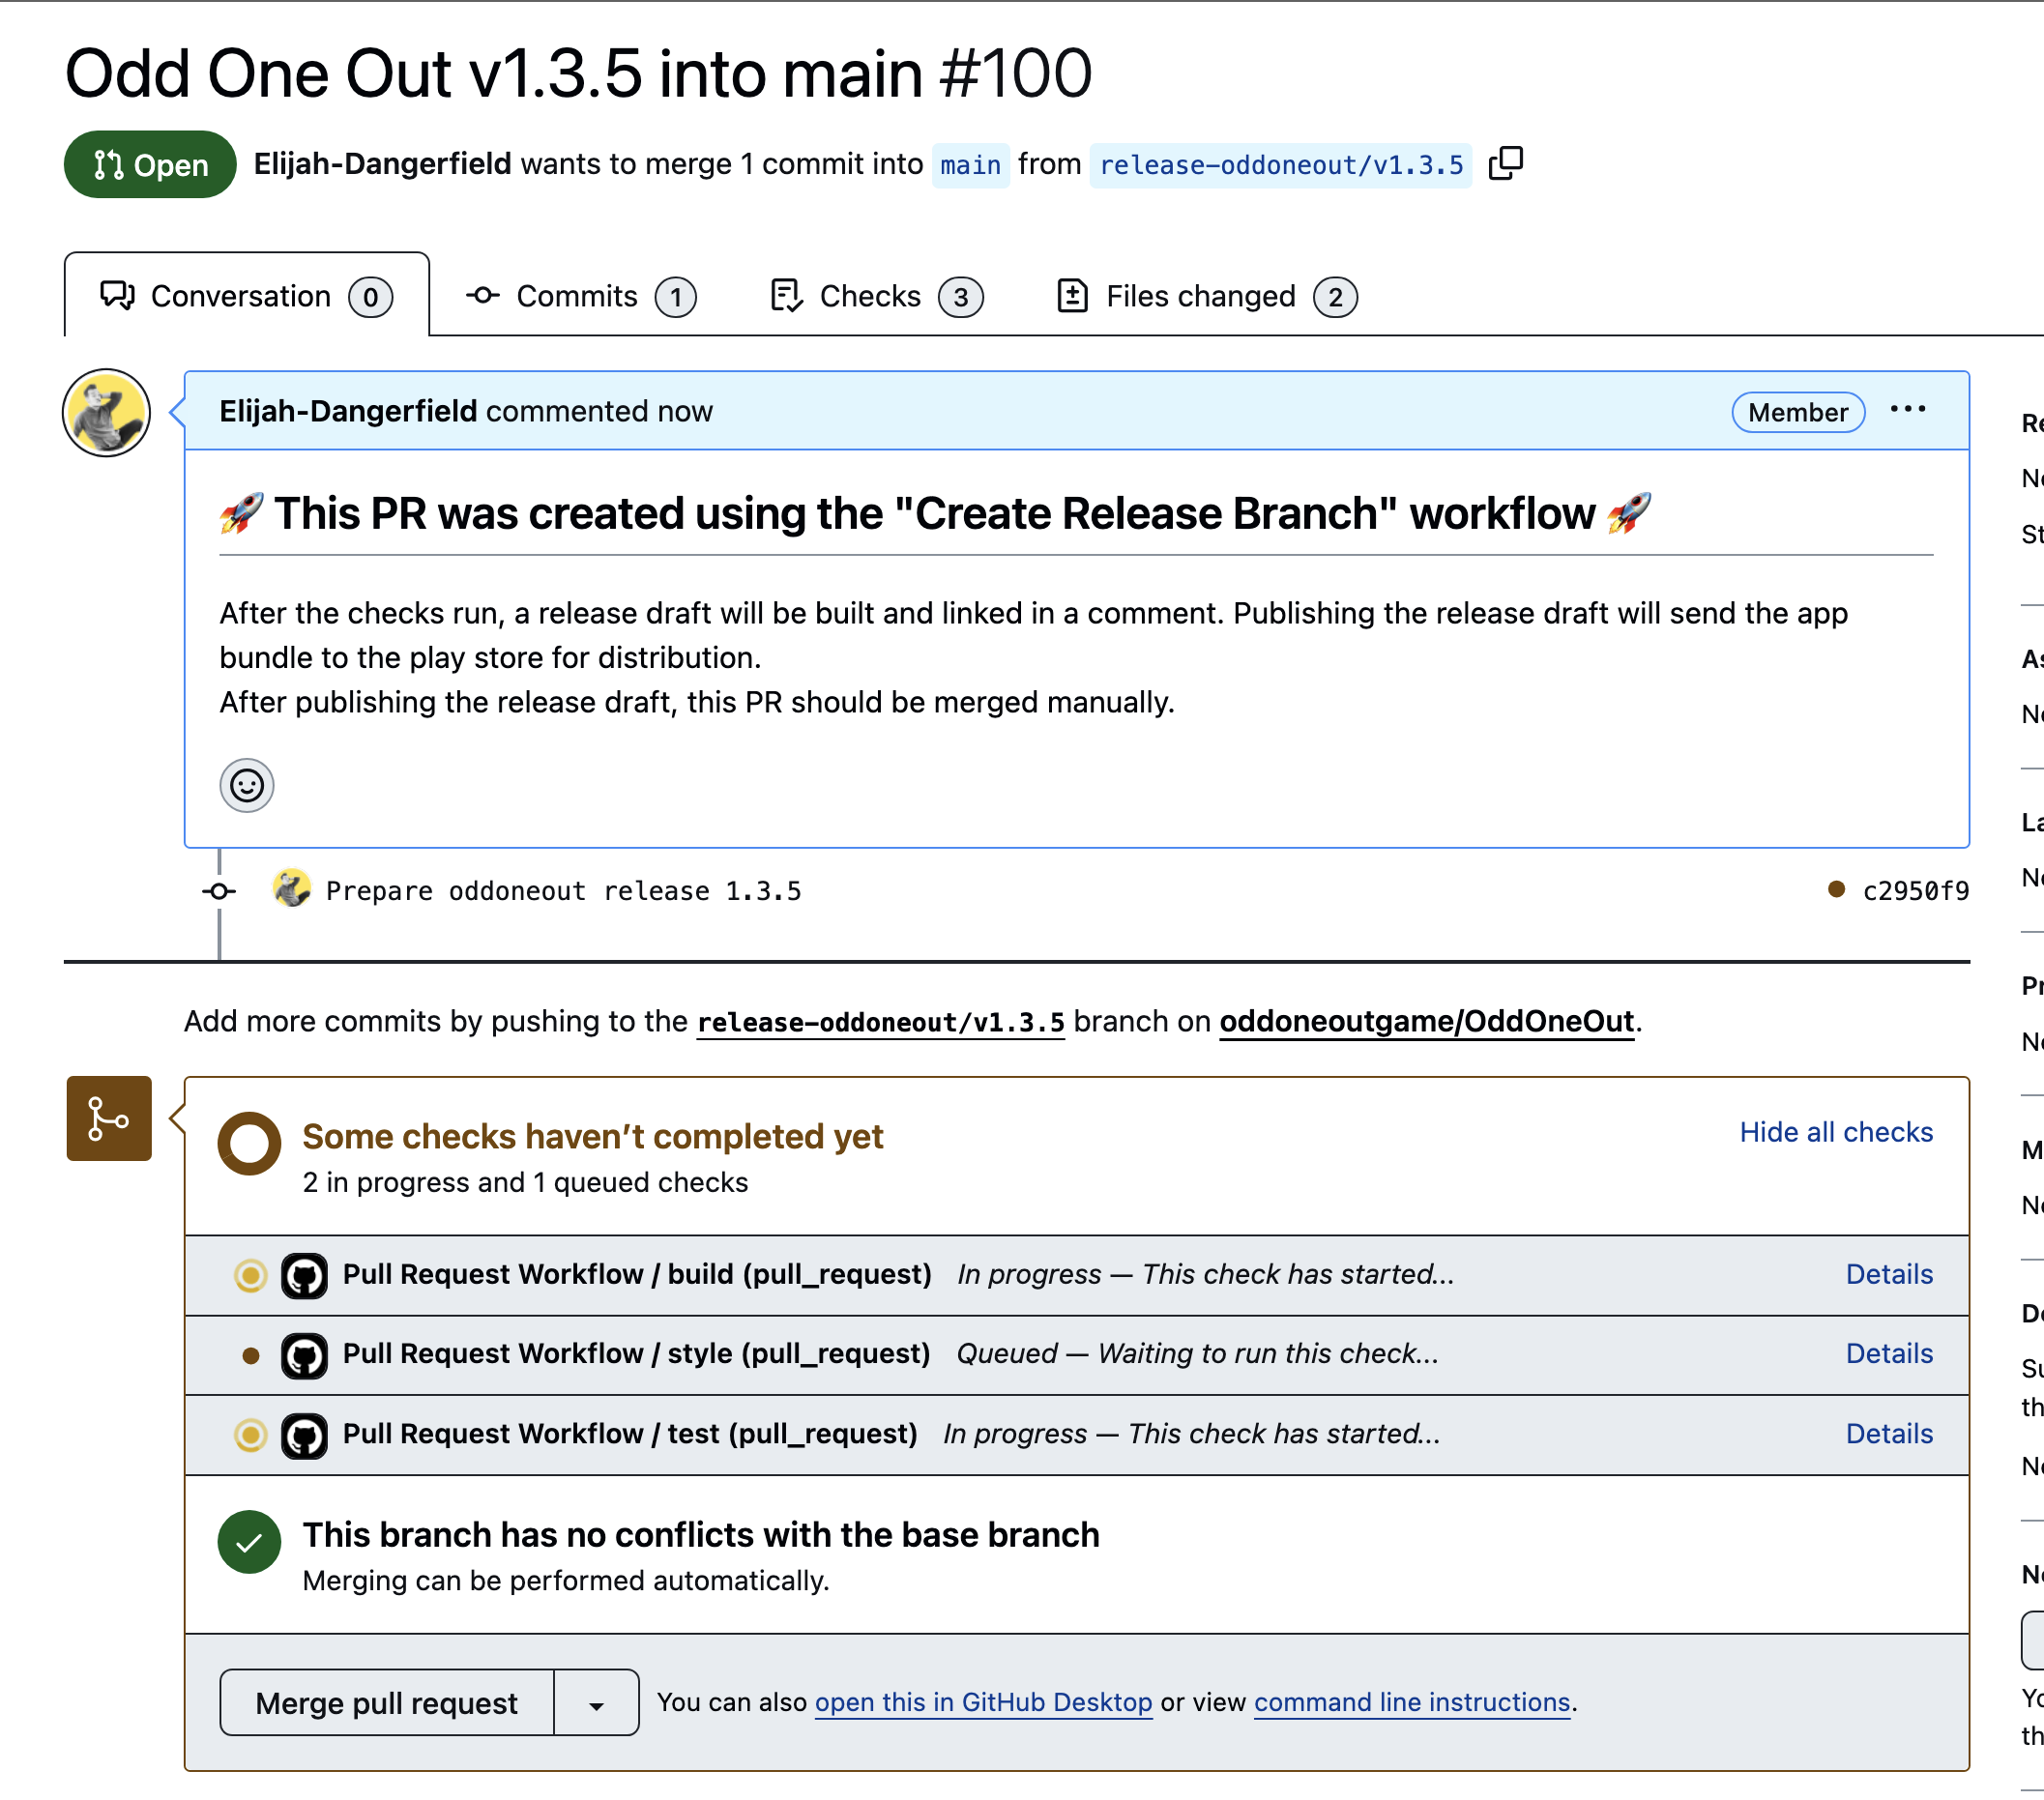 Odd One Out v1.3.5 into main #100
Open Elijah-Dangerfield wants to merge 1 commit into main from release-oddoneout/v1.3.5
Conversation 0 Commits 1 Checks 3 Files changed 2
Elijah-Dangerfield commented now Member
🚀 This PR was created using the "Create Release Branch" workflow 🚀
After the checks run, a release draft will be built and linked in a comment. Publishing the release draft will send the app
bundle to the play store for distribution.
After publishing the release draft, this PR should be merged manually.
Prepare oddoneout release 1.3.5 c2950f9
Add more commits by pushing to the release-oddoneout/v1.3.5 branch on oddoneoutgame/OddOneOut.
Some checks haven’t completed yet Hide all checks
2 in progress and 1 queued checks
Pull Request Workflow / build (pull_request) In progress — This check has started... Details
Pull Request Workflow / style (pull_request) Queued — Waiting to run this check... Details
Pull Request Workflow / test (pull_request) In progress — This check has started... Details
This branch has no conflicts with the base branch
Merging can be performed automatically.
Merge pull request You can also open this in GitHub Desktop or view command line instructions.